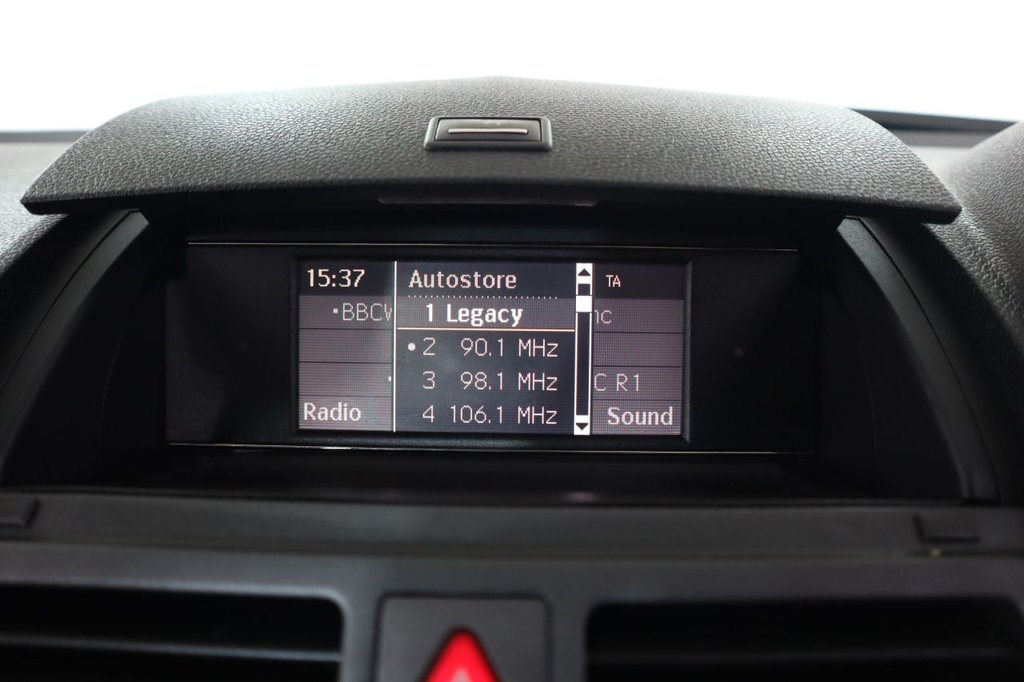 15:37
Autostore
TA
1 Legacy
• 2 90.1 MHz
3 98.1 MHz
C R1
4 106.1 MHz
Radio
Sound